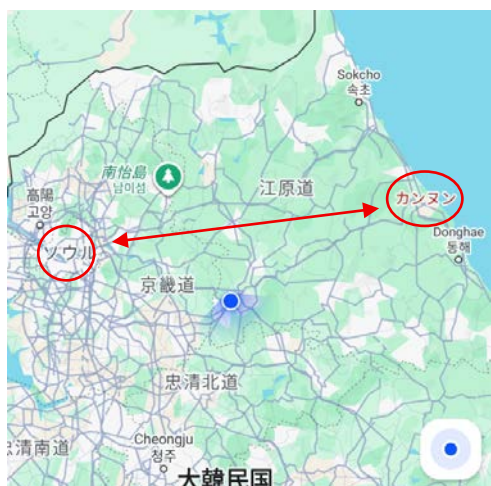 Sokcho
속초
南怡島
남이섬
江原道
カンヌン
高陽
고양
Donghae
동해
ソウル
京畿道
忠清北道
Cheongju
청주
忠清南道
大韓民国